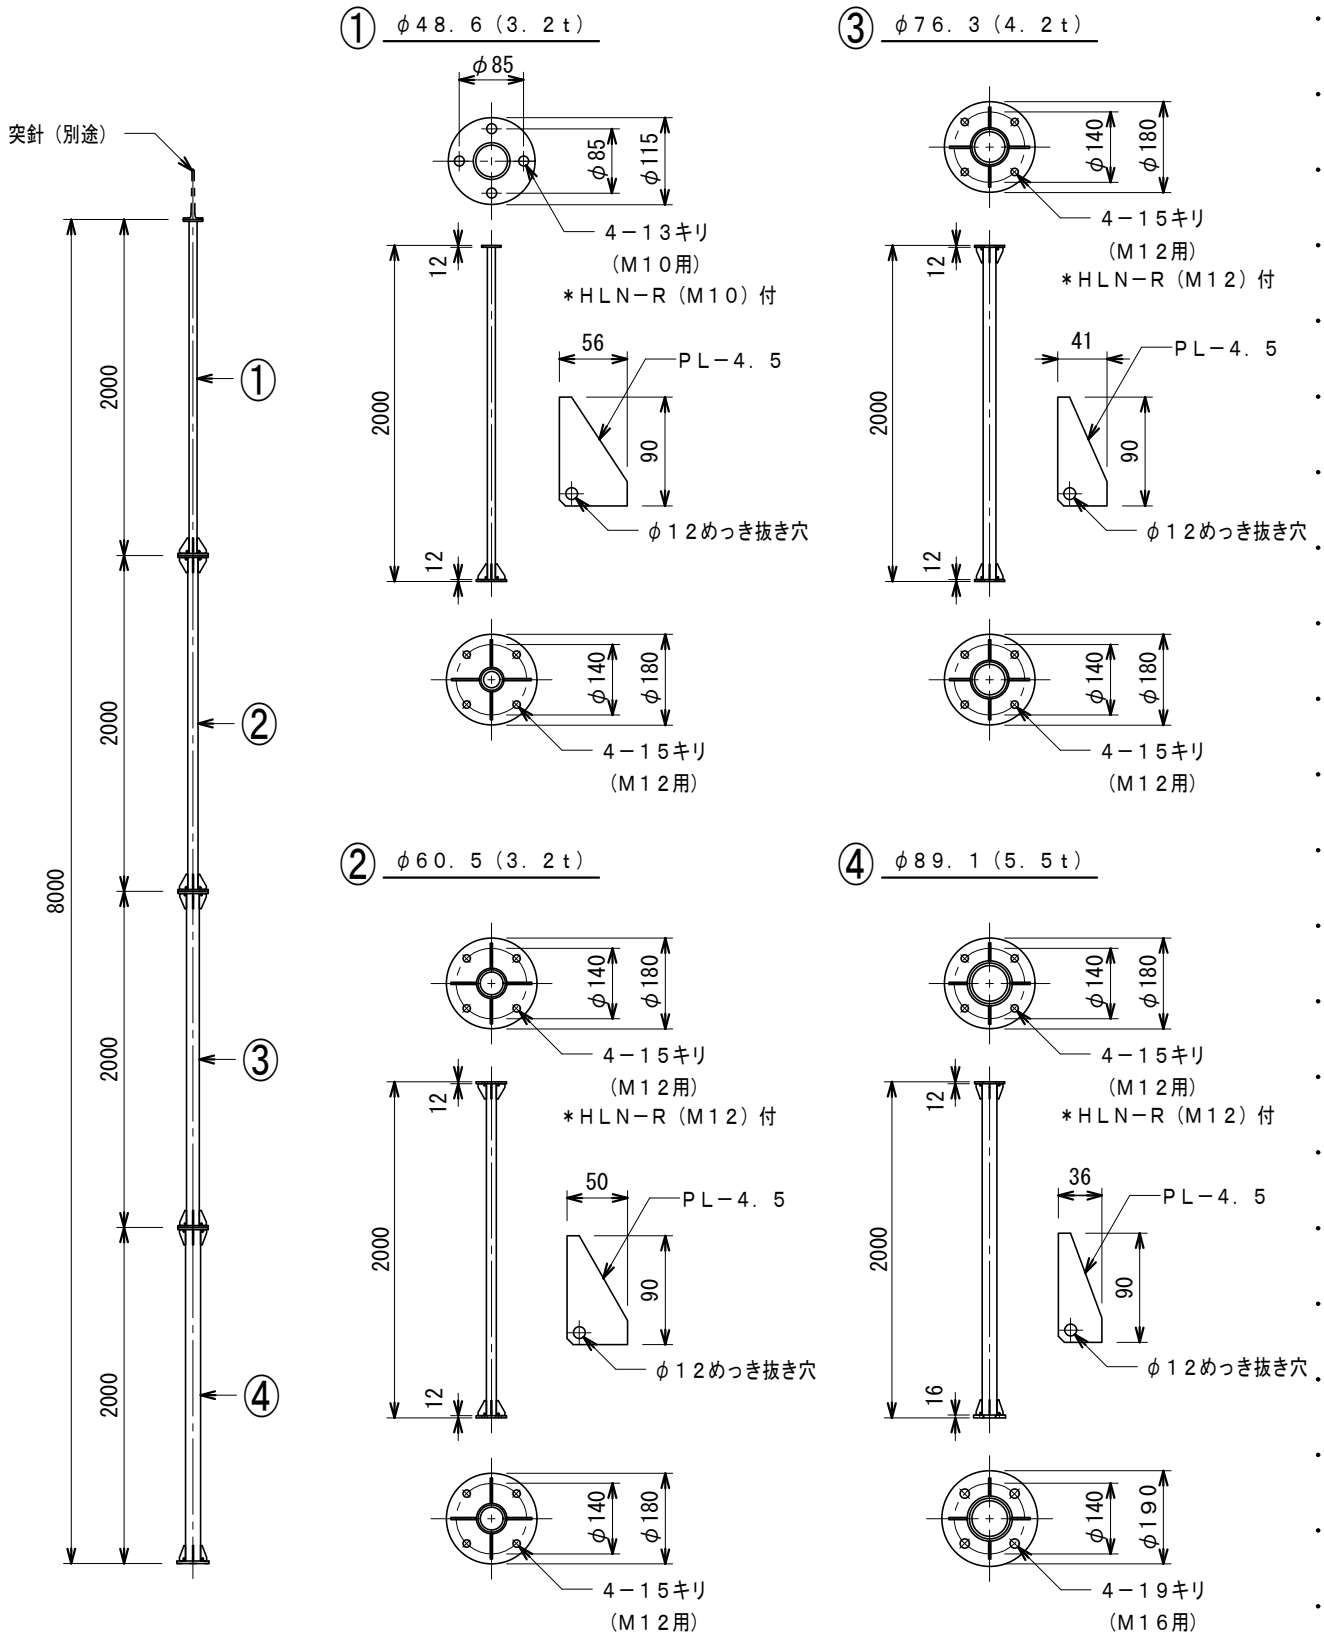 突針（別途）
8000
2000
2000
2000
2000
①
②
③
④
① φ48.6(3.2t)
φ85
φ85
φ115
4-13キリ
(M10用)
*HLN-R(M10)付
12
2000
12
56
PL-4.5
90
φ12めっき抜き穴
φ140
φ180
4-15キリ
(M12用)
② φ60.5(3.2t)
φ140
φ180
4-15キリ
(M12用)
*HLN-R(M12)付
12
2000
12
50
PL-4.5
90
φ12めっき抜き穴
φ140
φ180
4-15キリ
(M12用)
③ φ76.3(4.2t)
φ140
φ180
4-15キリ
(M12用)
*HLN-R(M12)付
12
2000
12
41
PL-4.5
90
φ12めっき抜き穴
φ140
φ180
4-15キリ
(M12用)
④ φ89.1(5.5t)
φ140
φ180
4-15キリ
(M12用)
*HLN-R(M12)付
12
2000
16
36
PL-4.5
90
φ12めっき抜き穴
φ140
φ190
4-19キリ
(M16用)